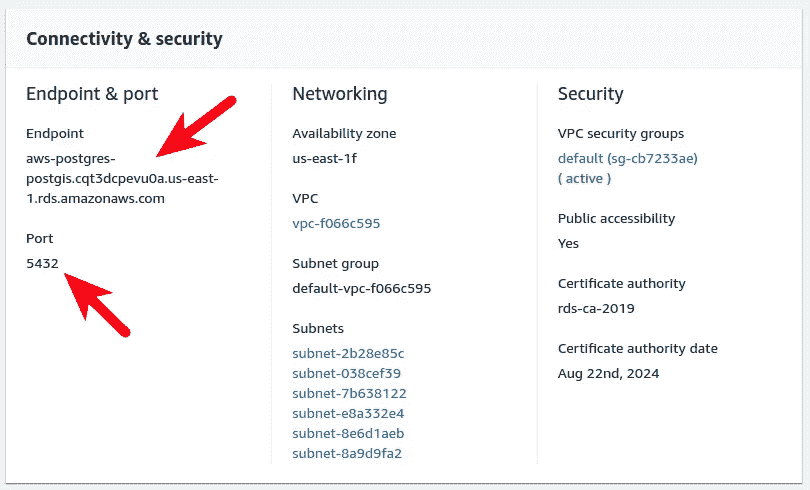 Connectivity & security
Endpoint & port
Endpoint
aws-postgres-
postgis.cqt3dcpevu0a.us-east-
1.rds.amazonaws.com
Port
5432
Networking
Availability zone
us-east-1f
VPC
vpc-f066c595
Subnet group
default-vpc-f066c595
Subnets
subnet-2b28e85c
subnet-038cef39
subnet-7b638122
subnet-e8a332e4
subnet-8e6d1aeb
subnet-8a9d9fa2
Security
VPC security groups
default (sg-cb7233ae)
( active )
Public accessibility
Yes
Certificate authority
rds-ca-2019
Certificate authority date
Aug 22nd, 2024